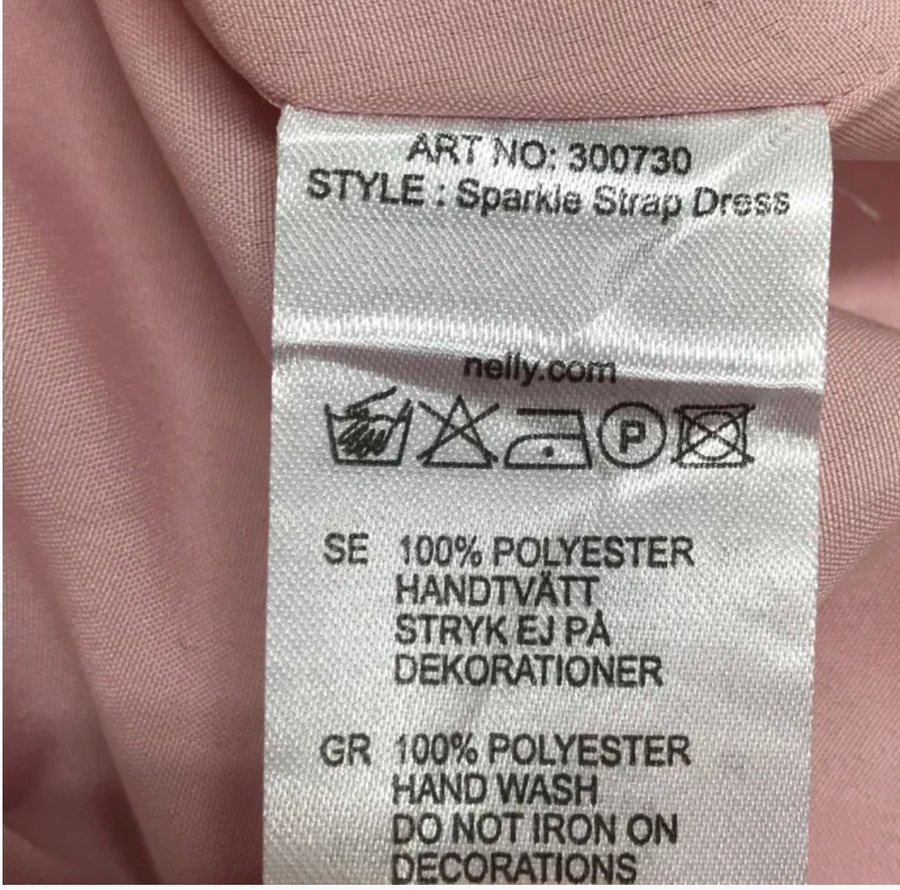 ART NO: 300730
STYLE : Sparkle Strap Dress
nelly.com
P
SE 100% POLYESTER
HANDTVÄTT
STRYK EJ PÅ
DEKORATIONER
GR 100% POLYESTER
HAND WASH
DO NOT IRON ON
DECORATIONS